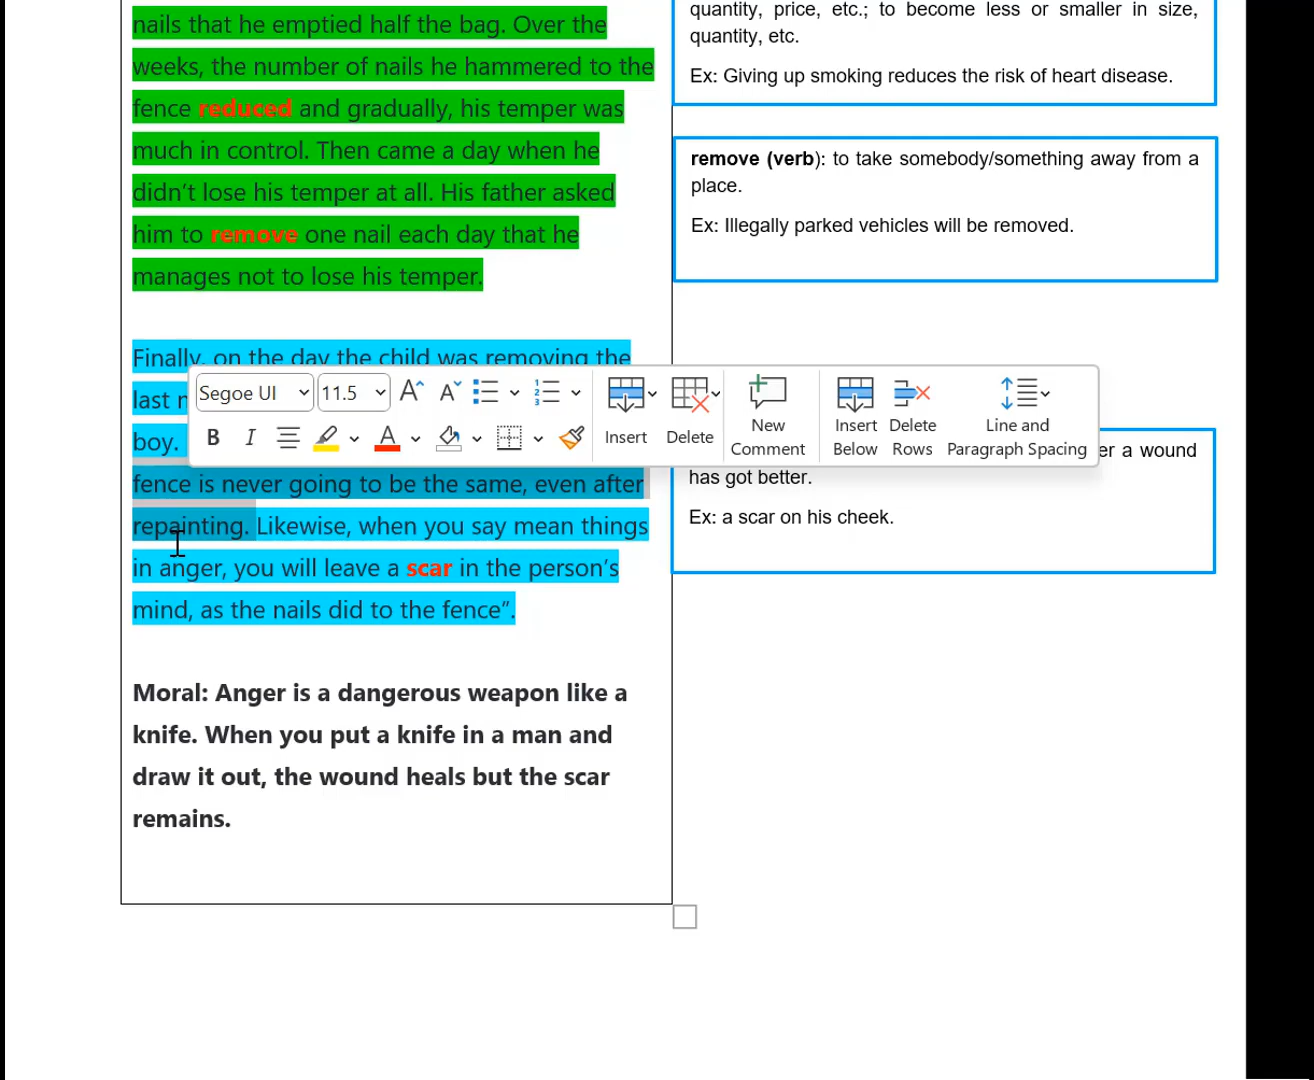 nails that he emptied half the bag. Over the
weeks, the number of nails he hammered to the
fence reduced and gradually, his temper was
much in control. Then came a day when he
didn’t lose his temper at all. His father asked
him to remove one nail each day that he
manages not to lose his temper.
Finally, on the day the child was removing the
last
boy.
fence is never going to be the same, even after
repainting. Likewise, when you say mean things
in anger, you will leave a scar in the person’s
mind, as the nails did to the fence”.
Moral: Anger is a dangerous weapon like a
knife. When you put a knife in a man and
draw it out, the wound heals but the scar
remains.
quantity, price, etc.; to become less or smaller in size,
quantity, etc.
Ex: Giving up smoking reduces the risk of heart disease.
remove (verb): to take somebody/something away from a
place.
Ex: Illegally parked vehicles will be removed.
er a wound
has got better.
Ex: a scar on his cheek.
Segoe UI 11.5 A A
B I A
Insert
Delete
New
Comment
Insert
Below
Delete
Rows
Line and
Paragraph Spacing